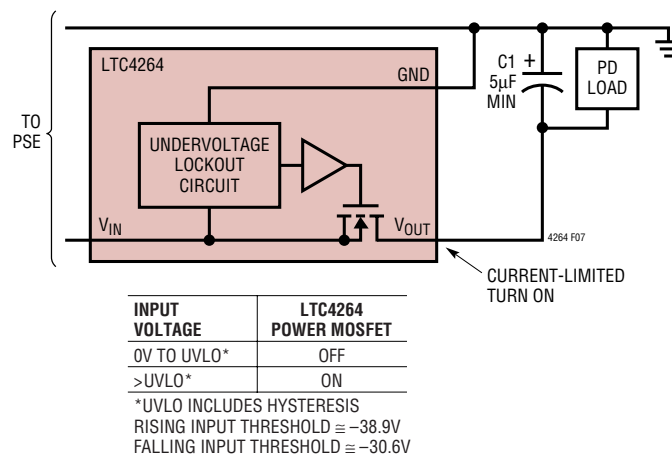 LTC4264
GND
C1
+
5μF
MIN
PD
LOAD
TO
PSE
UNDERVOLTAGE
LOCKOUT
CIRCUIT
VIN
VOUT
4264 F07
CURRENT-LIMITED
TURN ON
INPUT VOLTAGE LTC4264 POWER MOSFET
0V TO UVLO* OFF
>UVLO* ON
*UVLO INCLUDES HYSTERESIS
RISING INPUT THRESHOLD ≅ –38.9V
FALLING INPUT THRESHOLD ≅ –30.6V